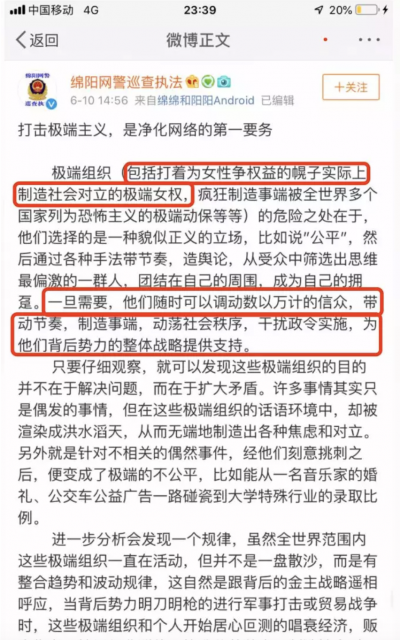 中国移动 4G 23:39 20%
返回 微博正文
绵阳网警巡查执法
+关注
6-10 14:56 来自绵绵和阳阳Android 已编辑
打击极端主义，是净化网络的第一要务
极端组织（包括打着为女性争权益的幌子实际上
制造社会对立的极端女权，疯狂制造事端被全世界多个
国家列为恐怖主义的极端动保等等）的危险之处在于，
他们选择的是一种貌似正义的立场，比如说“公平”，然
后通过各种手法带节奏，造舆论，从受众中筛选出思维
最偏激的一群人，团结在自己的周围，成为自己的拥
趸。一旦需要，他们随时可以调动数以万计的信众，带
动节奏，制造事端，动荡社会秩序，干扰政令实施，为
他们背后势力的整体战略提供支持。
只要仔细观察，就可以发现这些极端组织的目的
并不在于解决问题，而在于扩大矛盾。许多事情其实只
是偶发的事情，但在这些极端组织的话语环境中，却被
渲染成洪水滔天，从而无端地制造出各种焦虑和对立。
另外就是针对不相关的偶然事件，经他们刻意挑刺之
后，便变成了极端的不公平，比如能从一名音乐家的婚
礼、公交车公益广告一路碰瓷到大学特殊行业的录取比
例。
进一步分析会发现一个规律，虽然全世界范围内
这些极端组织一直在活动，但并不是一盘散沙，而是有
整合趋势和波动规律，这自然是跟背后的金主战略遥相
呼应，当背后势力明刀明枪的进行军事打击或贸易战争
时，这些极端组织和个人开始居心叵测的唱衰经济，贩